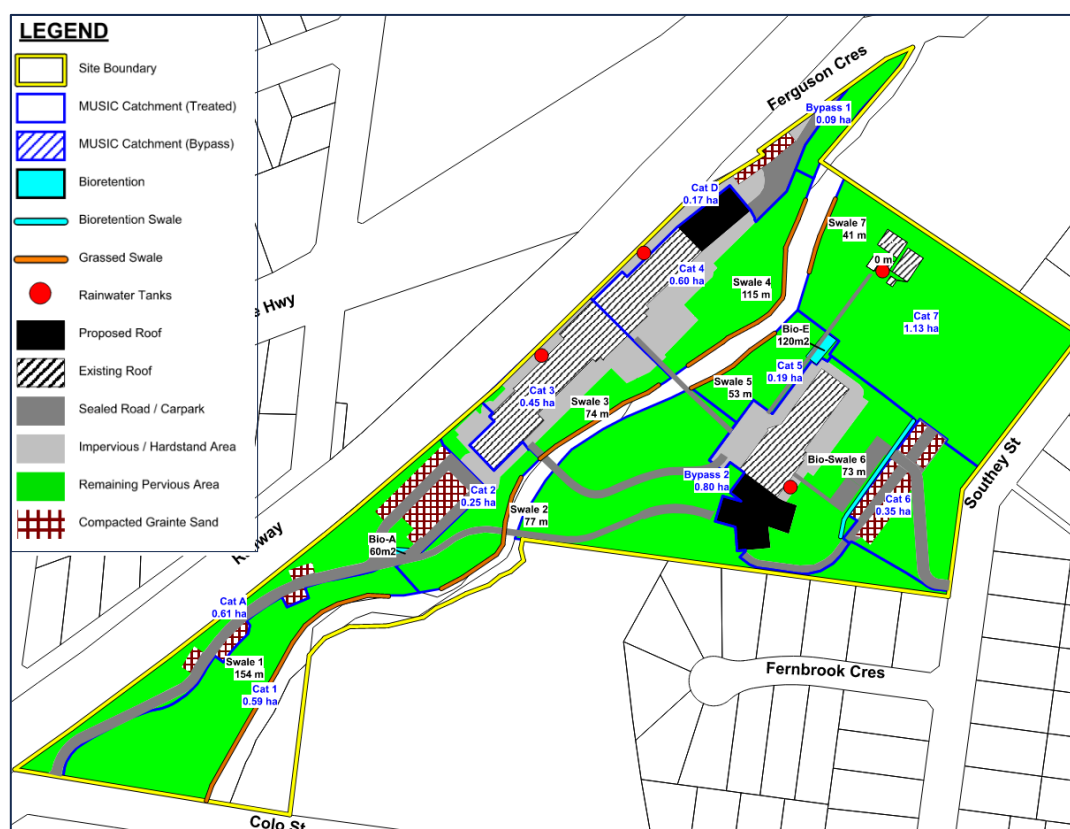 LEGEND
Site Boundary
MUSIC Catchment (Treated)
MUSIC Catchment (Bypass)
Bioretention
Bioretention Swale
Grassed Swale
Rainwater Tanks
Proposed Roof
Existing Roof
Sealed Road / Carpark
Impervious / Hardstand Area
Remaining Pervious Area
Compacted Grainte Sand
Ferguson Cres
Bypass 1
0.09 ha
Cat D
0.17 ha
Swale 7
41 m
0 m
Cat 4
0.60 ha
Swale 4
115 m
Cat 7
1.13 ha
e Hwy
Bio-E
120m2
Cat 5
0.19 ha
Cat 3
0.45 ha
Swale 5
53 m
Swale 3
74 m
Bio-Swale 6
73 m
Southey St
Bypass 2
0.80 ha
Cat 2
0.25 ha
Cat 6
0.35 ha
Swale 2
77 m
Bio-A
60m2
way
Cat A
0.61 ha
Swale 1
154 m
Cat 1
0.59 ha
Fernbrook Cres
Colo St